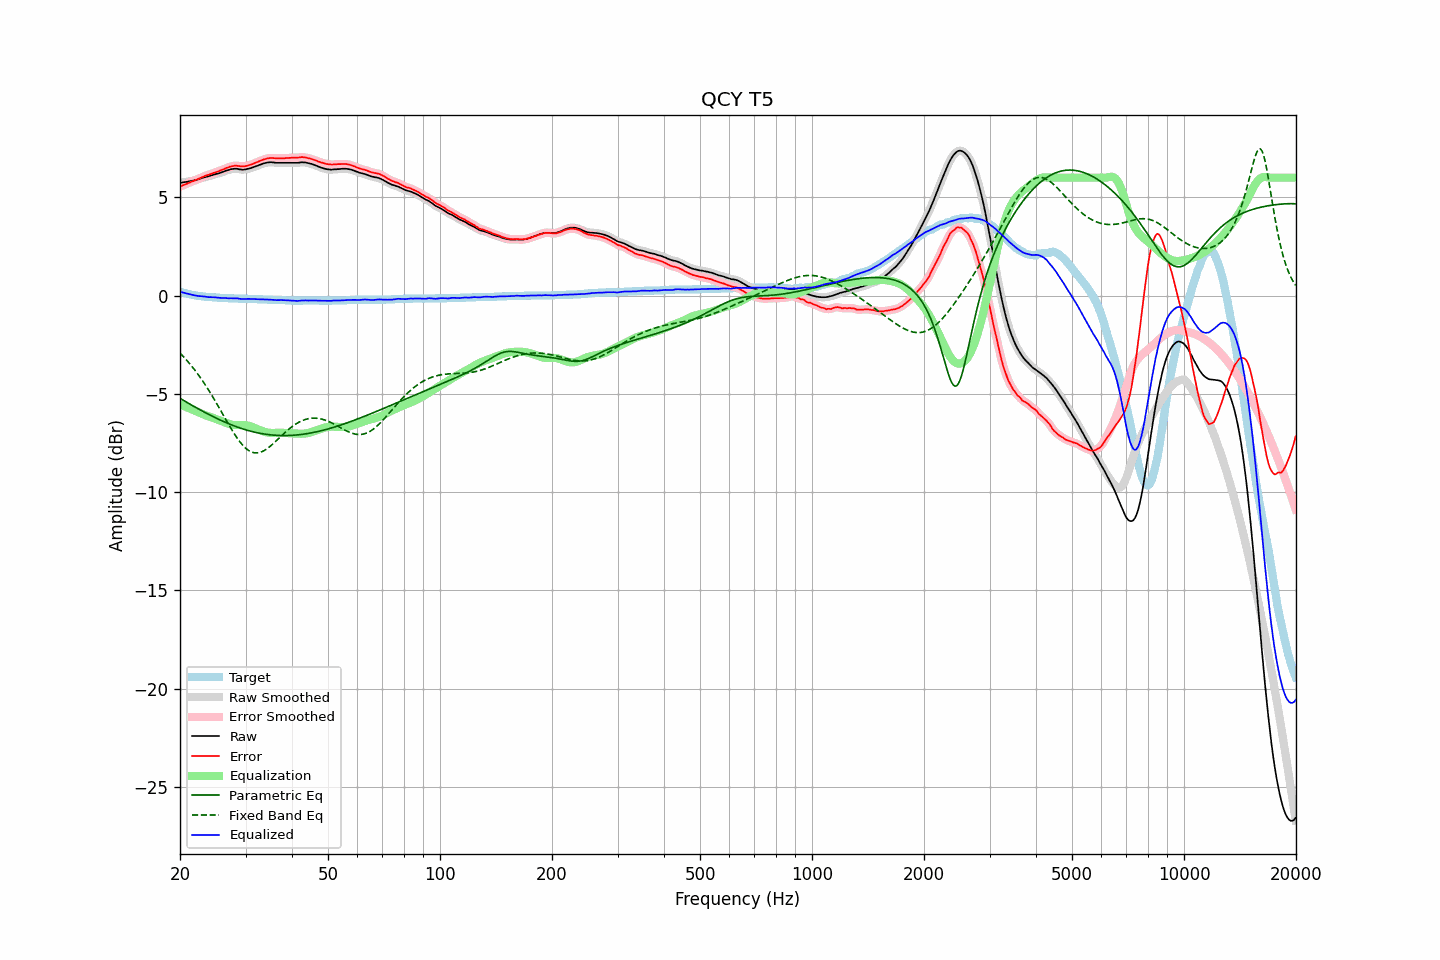 QCY T5
Amplitude (dBr)
5
0
−5
−10
−15
−20
−25
Target
Raw Smoothed
Error Smoothed
Raw
Error
Equalization
Parametric Eq
Fixed Band Eq
Equalized
20 50 100 200 500 1000 2000 5000 10000 20000
Frequency (Hz)